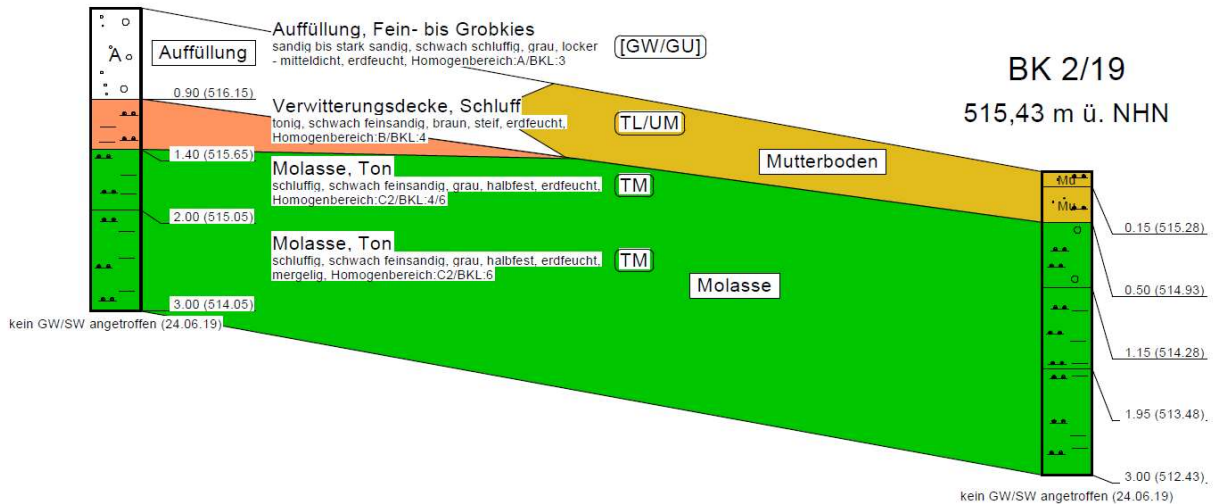 Auffüllung, Fein- bis Grobkies
sandig bis stark sandig, schwach schluffig, grau, locker
- mitteldicht, erdfeucht, Homogenbereich:A/BKL:3
[GW/GU]
A
Auffüllung
0.90 (516.15)
BK 2/19
515,43 m ü. NHN
Verwitterungsdecke, Schluff
tonig, schwach feinsandig, braun, steif, erdfeucht,
Homogenbereich:B/BKL:4
TL/UM
1.40 (515.65)
Mutterboden
Molasse, Ton
schluffig, schwach feinsandig, grau, halbfest, erdfeucht,
Homogenbereich:C2/BKL:4/6
TM
Mu
Mu
2.00 (515.05)
0.15 (515.28)
Molasse, Ton
schluffig, schwach feinsandig, grau, halbfest, erdfeucht,
mergelig, Homogenbereich:C2/BKL:6
TM
Molasse
0.50 (514.93)
3.00 (514.05)
kein GW/SW angetroffen (24.06.19)
1.15 (514.28)
1.95 (513.48)
3.00 (512.43)
kein GW/SW angetroffen (24.06.19)